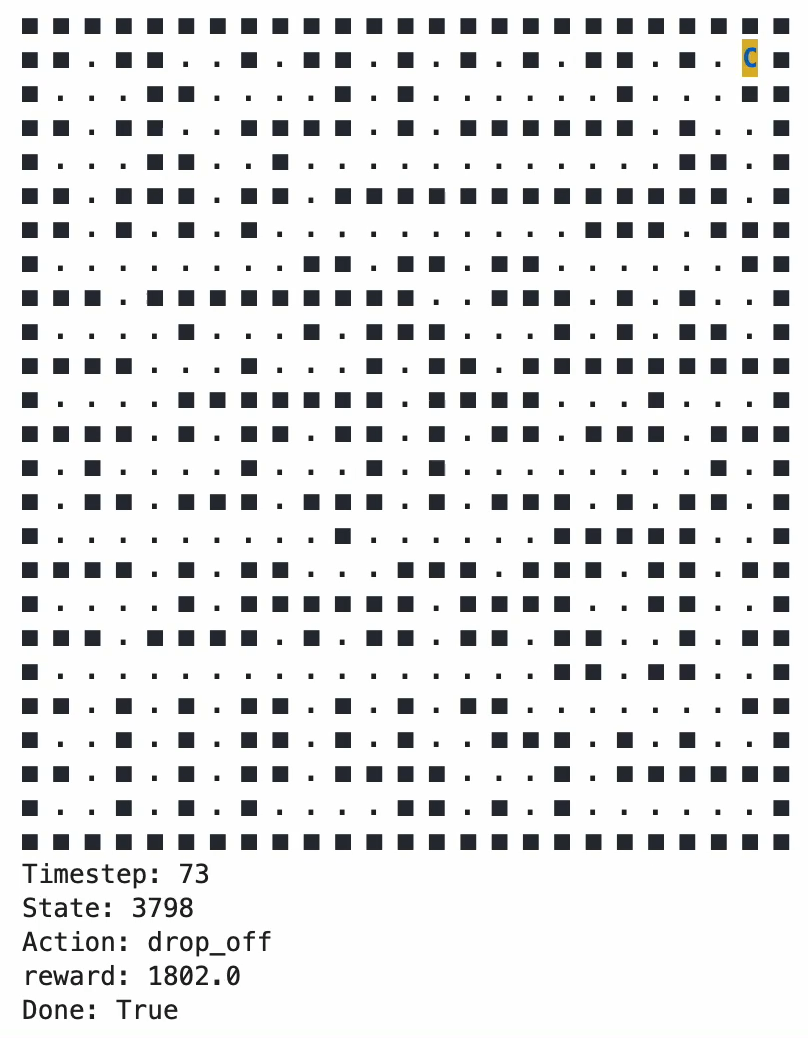 ■ ■ ■ ■ ■ ■ ■ ■ ■ ■ ■ ■ ■ ■ ■ ■ ■ ■ ■ ■ ■ ■ ■ ■ ■
■ ■ . ■ ■ . . ■ ■ . ■ . ■ . ■ . ■ . ■ ■ . ■ . C ■
■ . . . ■ ■ . . . . ■ . ■ . . . . . . ■ . . . ■ ■
■ ■ . ■ ■ . . ■ ■ ■ ■ . ■ . ■ ■ ■ ■ ■ ■ . ■ . . ■
■ . . . ■ ■ . . ■ . . . . . . . . . . . . ■ ■ . ■
■ ■ . ■ ■ ■ . ■ ■ . ■ ■ ■ ■ ■ ■ ■ ■ ■ ■ ■ ■ ■ . ■
■ ■ . ■ . ■ . ■ . . . . . . . . . . ■ ■ ■ . ■ ■ ■
■ . . . . . . . . ■ ■ . ■ ■ . ■ ■ . . . . . . ■ ■
■ ■ ■ . ■ ■ ■ ■ ■ ■ ■ ■ ■ . . ■ ■ ■ . ■ . ■ . . ■
■ . . . . ■ . . . ■ . ■ ■ ■ . . . ■ . ■ . ■ ■ . ■
■ ■ ■ ■ . . . ■ . . . ■ . ■ ■ . ■ ■ ■ ■ ■ ■ ■ ■ ■
■ . . . . ■ ■ ■ ■ ■ ■ ■ . ■ ■ ■ ■ . . . ■ . . . ■
■ ■ ■ ■ . ■ . ■ ■ . ■ ■ . ■ . ■ ■ . ■ ■ ■ . ■ ■ ■
■ . ■ . . . . ■ . . . ■ . ■ . . . . . . . . ■ . ■
■ . ■ ■ . ■ ■ ■ . ■ ■ ■ . ■ . ■ ■ ■ . ■ . ■ ■ . ■
■ . . . . . . . . . ■ . . . . . . ■ ■ ■ ■ ■ . . ■
■ ■ ■ ■ . ■ . ■ ■ . . . ■ ■ ■ . ■ ■ ■ . ■ ■ . ■ ■
■ . . . . ■ . ■ ■ ■ ■ ■ ■ . ■ ■ ■ ■ . . ■ ■ . . ■
■ ■ ■ . ■ ■ ■ ■ . ■ . ■ ■ . ■ ■ . ■ ■ . . ■ . ■ ■
■ . . . . . . . . . . . . . . . . ■ ■ . ■ ■ . . ■
■ ■ . ■ . ■ . ■ ■ . ■ . ■ . ■ ■ . . . . . . . ■ ■
■ . . ■ . ■ . ■ ■ . ■ . ■ . . ■ ■ ■ . ■ . ■ . . ■
■ ■ . ■ . ■ . ■ ■ . ■ ■ ■ ■ . . . ■ . ■ ■ ■ ■ ■ ■
■ . . ■ . ■ . ■ . . . . ■ ■ . ■ . ■ . . . . . . ■
■ ■ ■ ■ ■ ■ ■ ■ ■ ■ ■ ■ ■ ■ ■ ■ ■ ■ ■ ■ ■ ■ ■ ■ ■
Timestep: 73
State: 3798
Action: drop_off
reward: 1802.0
Done: True